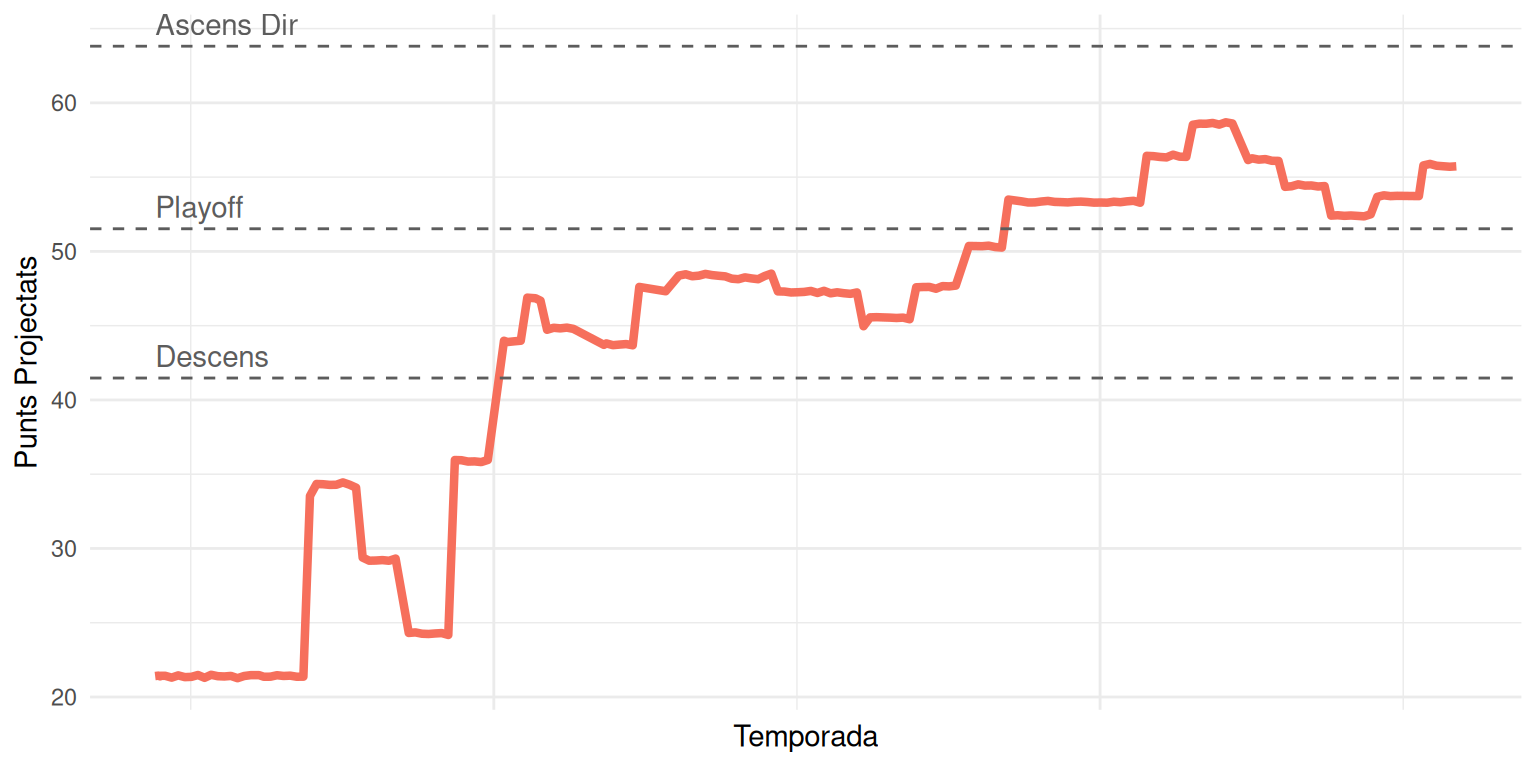 Ascens Dir
60
Playoff
50
Descens
40
30
20
Punts Projectats
Temporada